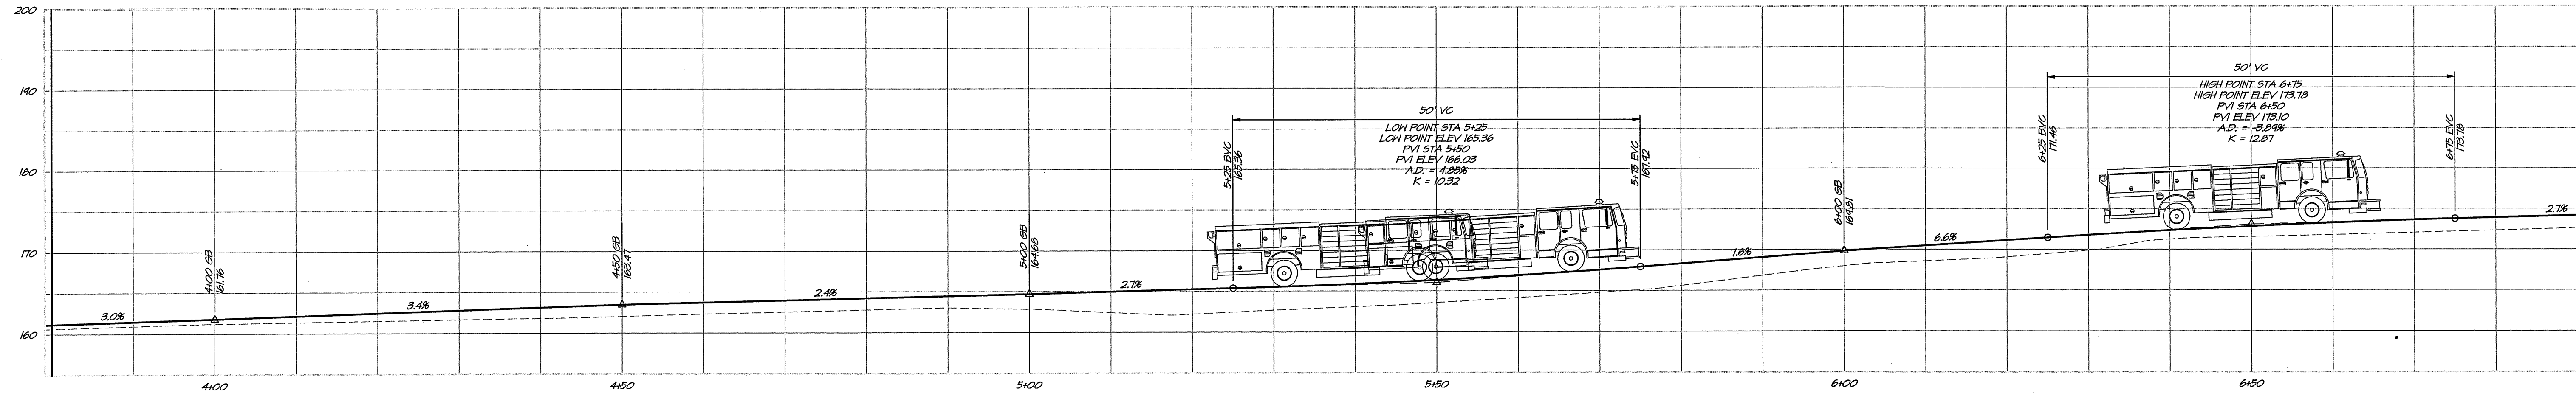 200
190
180
170
160
3.0%
4+00 GB
161.76
3.4%
4+50 GB
163.47
2.4%
5+00 GB
164.68
2.7%
5+25 BVC
165.36
50' VC
LOW POINT STA 5+25
LOW POINT ELEV 165.36
PVI STA 5+50
PVI ELEV 166.03
A.D. = 4.85%
K = 10.32
5+75 EVC
167.92
7.6%
6+00 GB
169.81
6.6%
6+25 BVC
171.46
50' VC
HIGH POINT STA 6+75
HIGH POINT ELEV 173.78
PVI STA 6+50
PVI ELEV 173.10
A.D. = -3.89%
K = 12.87
6+75 EVC
173.78
2.7%
4+00
4+50
5+00
5+50
6+00
6+50